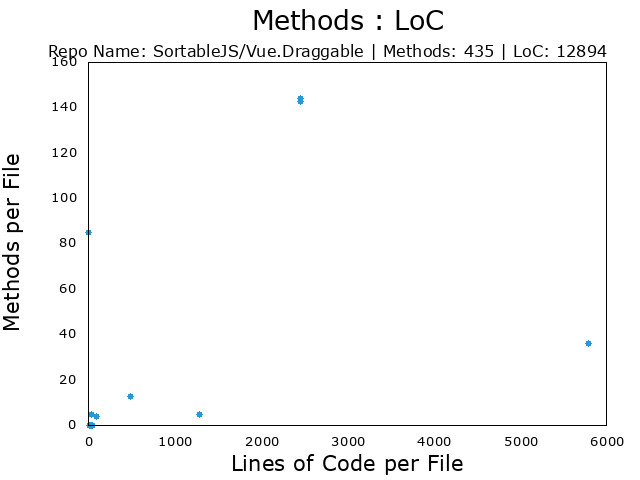 Methods : LoC
Repo Name: SortableJS/Vue.Draggable | Methods: 435 | LoC: 12894
160
140
120
100
80
60
40
20
0
Methods per File
0 1000 2000 3000 4000 5000 6000
Lines of Code per File